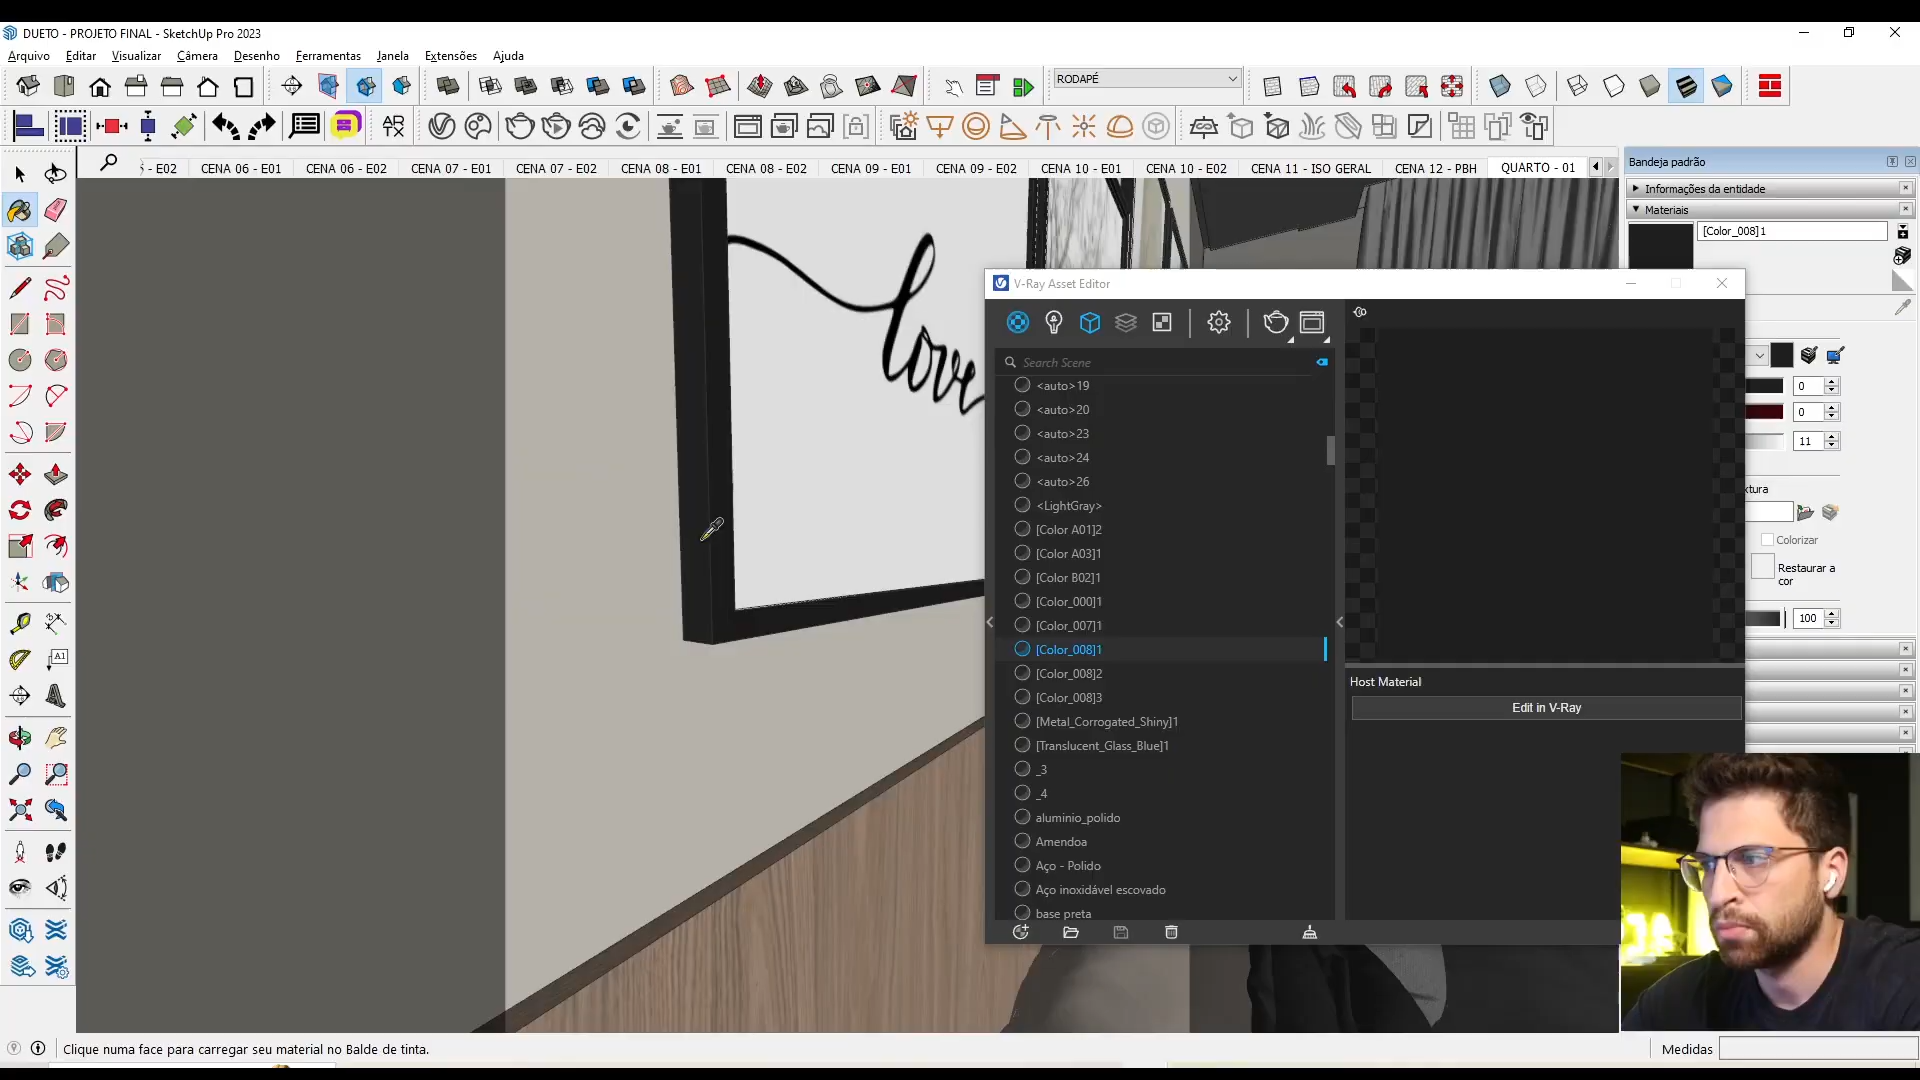 DUETO - PROJETO FINAL - SketchUp Pro 2023
Arquivo Editar Visualizar Câmera Desenho Ferramentas Janela Extensões Ajuda
RODAPÉ
- E02 CENA 06 - E01 CENA 06 - E02 CENA 07 - E01 CENA 07 - E02 CENA 08 - E01 CENA 08 - E02 CENA 09 - E01 CENA 09 - E02 CENA 10 - E01 CENA 10 - E02 CENA 11 - ISO GERAL CENA 12 - PBH QUARTO - 01
Bandeja padrão
Informações da entidade
Materiais
[Color_008]1
love
V-Ray Asset Editor
Search Scene
<auto>19
<auto>20
<auto>23
<auto>24
<auto>26
<LightGray>
[Color A01]2
[Color A03]1
[Color B02]1
[Color_000]1
[Color_007]1
[Color_008]1
[Color_008]2
[Color_008]3
[Metal_Corrogated_Shiny]1
[Translucent_Glass_Blue]1
_3
_4
aluminio_polido
Amendoa
Aço - Polido
Aço inoxidável escovado
base preta
Host Material
Edit in V-Ray
0
0
11
xtura
Colorizar
Restaurar a
cor
100
A1
Clique numa face para carregar seu material no Balde de tinta.
Medidas